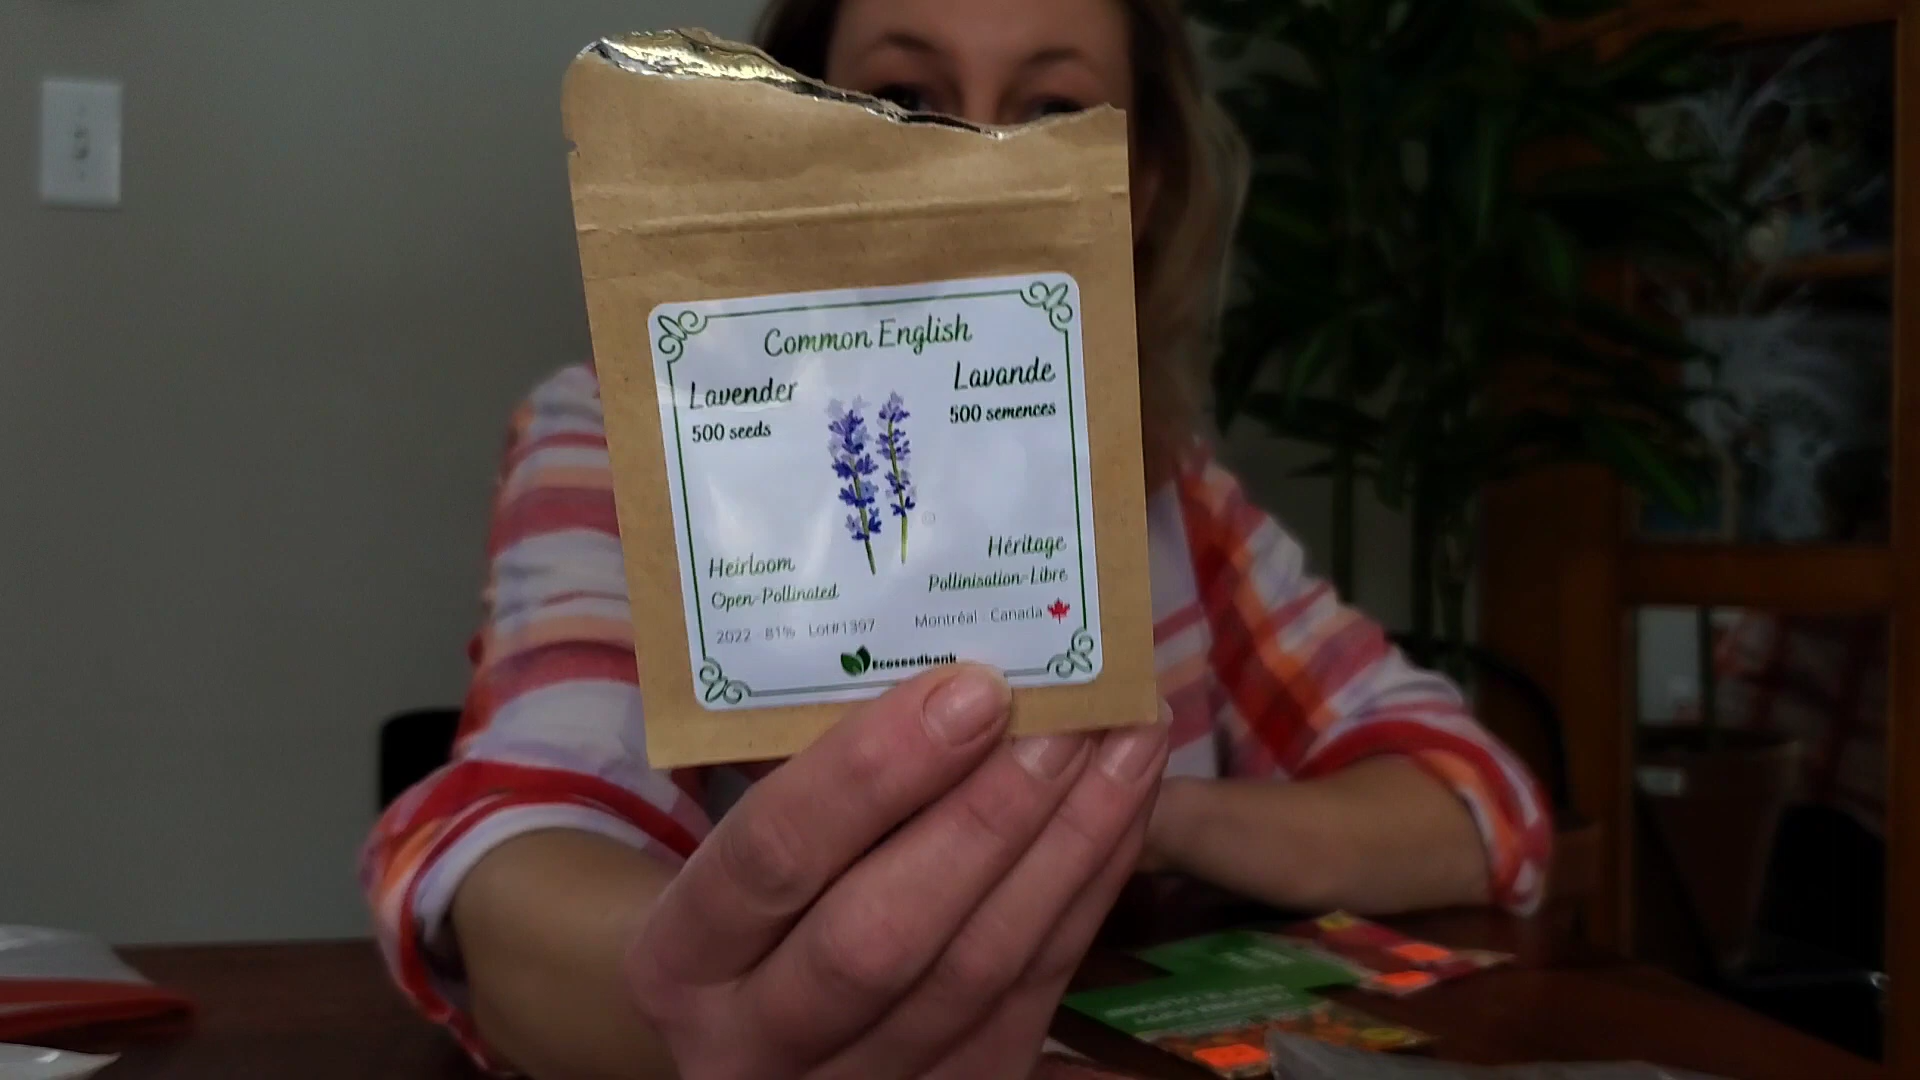 Common English
Lavender
500 seeds
Lavande
500 semences
Heirloom
Open-Pollinated
Héritage
Pollinisation-Libre
2022 - 81% Lot#1397
Montréal - Canada
Ecoseedbank